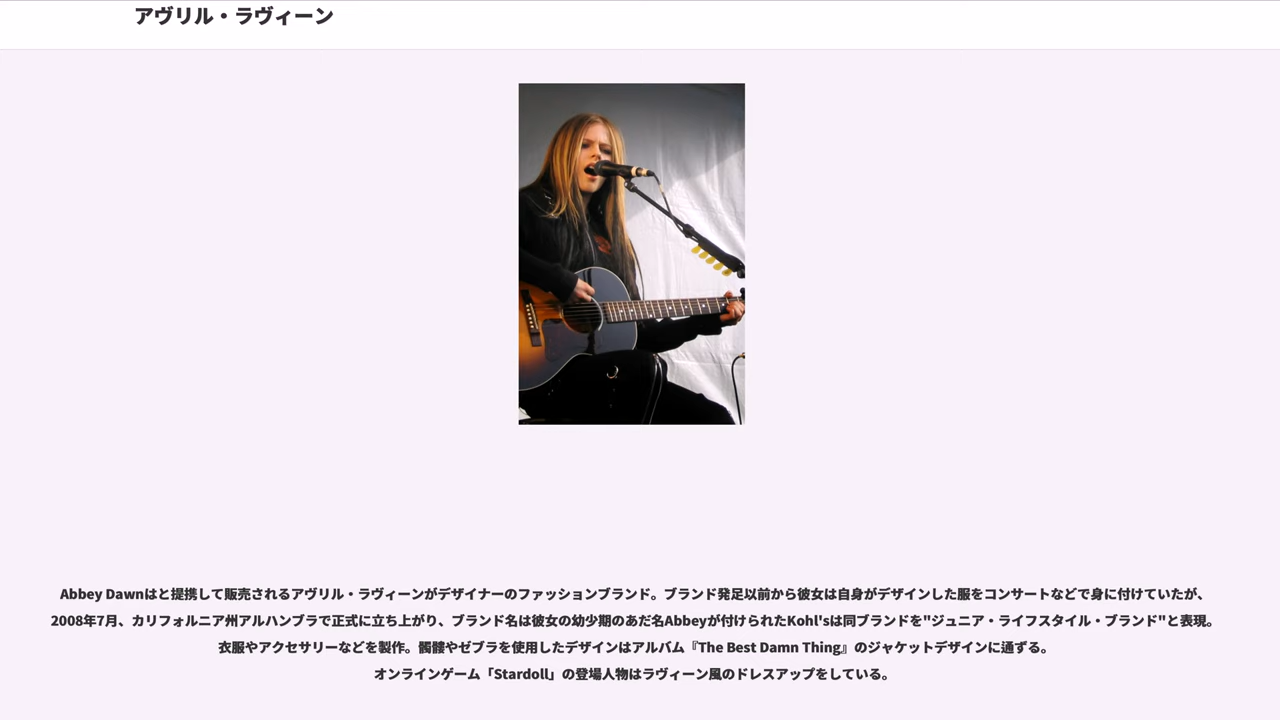 アヴリル・ラヴィーン
Abbey Dawnはと提携して販売されるアヴリル・ラヴィーンがデザイナーのファッションブランド。ブランド発足以前から彼女は自身がデザインした服をコンサートなどで身に付けていたが、
2008年7月、カリフォルニア州アルハンブラで正式に立ち上がり、ブランド名は彼女の幼少期のあだ名Abbeyが付けられたKohl'sは同ブランドを"ジュニア・ライフスタイル・ブランド"と表現。
衣服やアクセサリーなどを製作。髑髏やゼブラを使用したデザインはアルバム『The Best Damn Thing』のジャケットデザインに通ずる。
オンラインゲーム「Stardoll」の登場人物はラヴィーン風のドレスアップをしている。